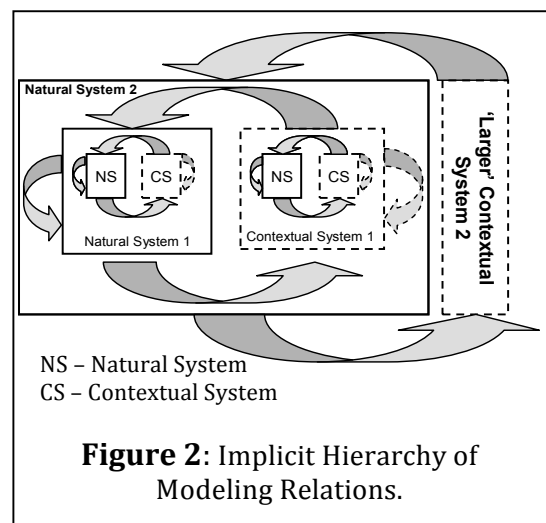 Natural System 2
NS
CS
Natural System 1
NS
CS
Contextual System 1
'Larger' Contextual
System 2
NS – Natural System
CS – Contextual System
Figure 2: Implicit Hierarchy of
Modeling Relations.